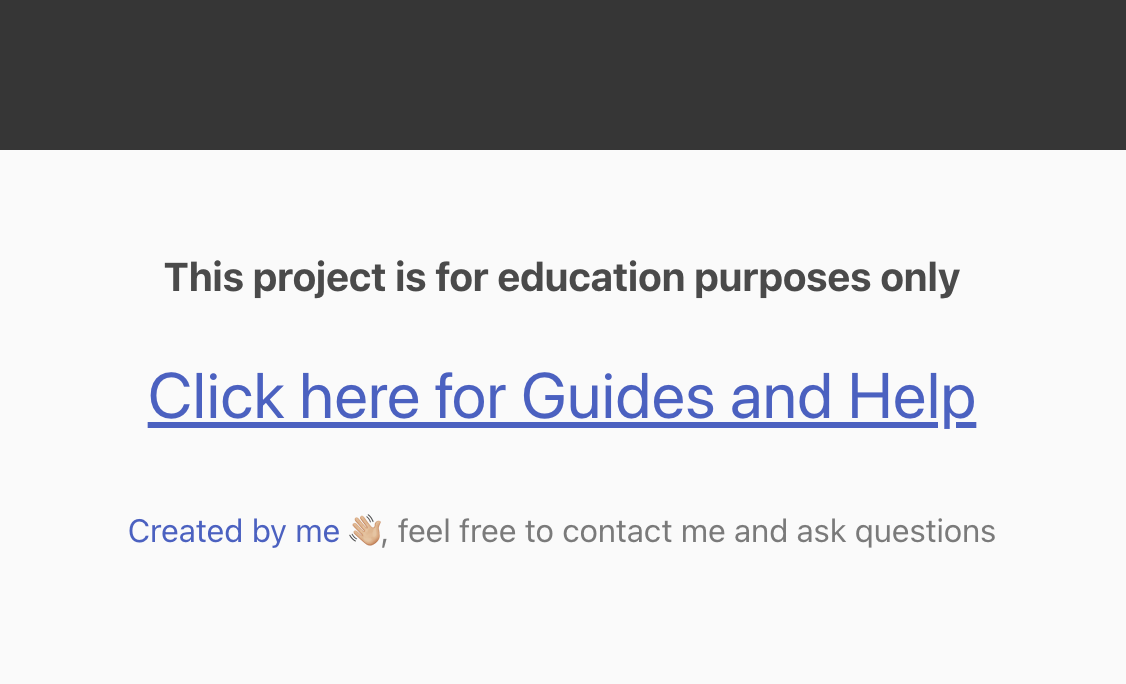 This project is for education purposes only
Click here for Guides and Help
Created by me 👋🏼, feel free to contact me and ask questions